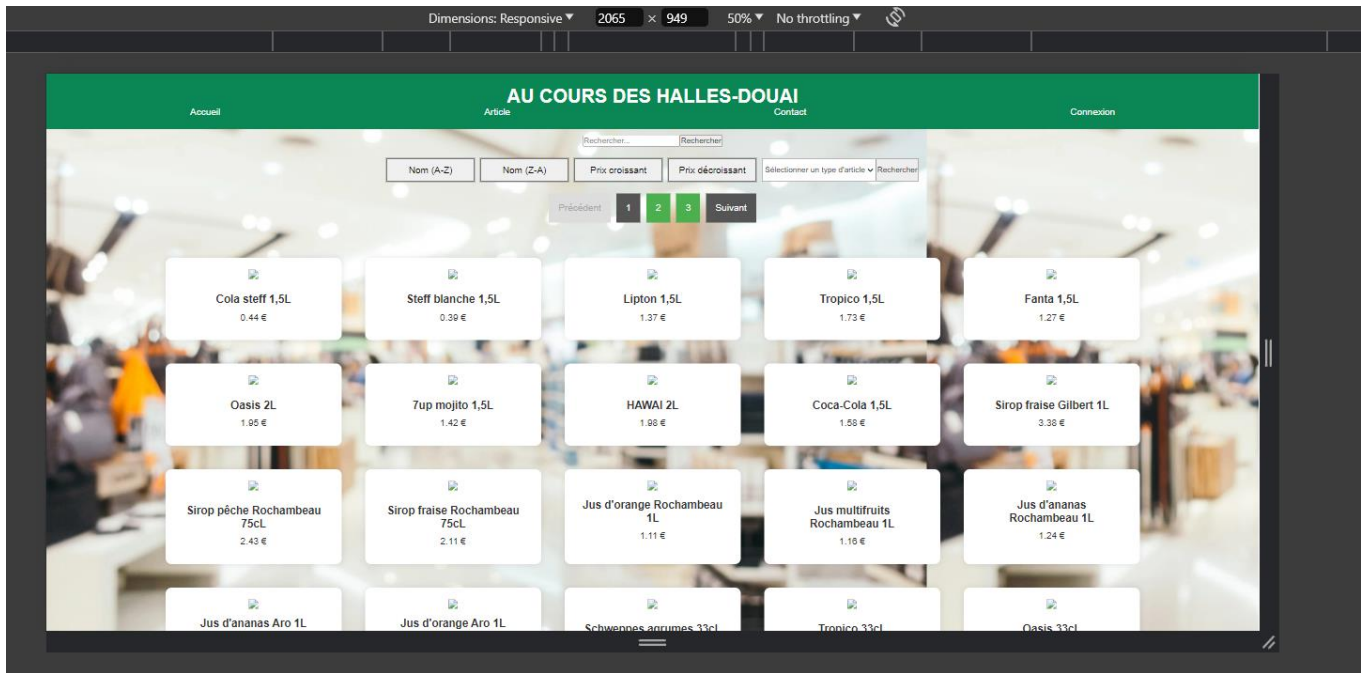 Dimensions: Responsive 2065 × 949 50% No throttling
AU COURS DES HALLES-DOUAI
Accueil Article Contact Connexion
Rechercher... Rechercher
Nom (A-Z) Nom (Z-A) Prix croissant Prix décroissant Sélectionner un type d'article Rechercher
Précédent 1 2 3 Suivant
Cola steff 1,5L
0.44 €
Steff blanche 1,5L
0.39 €
Lipton 1,5L
1.37 €
Tropico 1,5L
1.73 €
Fanta 1,5L
1.27 €
Oasis 2L
1.95 €
7up mojito 1,5L
1.42 €
HAWAI 2L
1.98 €
Coca-Cola 1,5L
1.58 €
Sirop fraise Gilbert 1L
3.38 €
Sirop pêche Rochambeau
75cL
2.43 €
Sirop fraise Rochambeau
75cL
2.11 €
Jus d'orange Rochambeau
1L
1.11 €
Jus multifruits
Rochambeau 1L
1.16 €
Jus d'ananas
Rochambeau 1L
1.24 €
Jus d'ananas Aro 1L
Jus d'orange Aro 1L
Schweppes agrumes 33cl
Tropico 33cl
Oasis 33cl